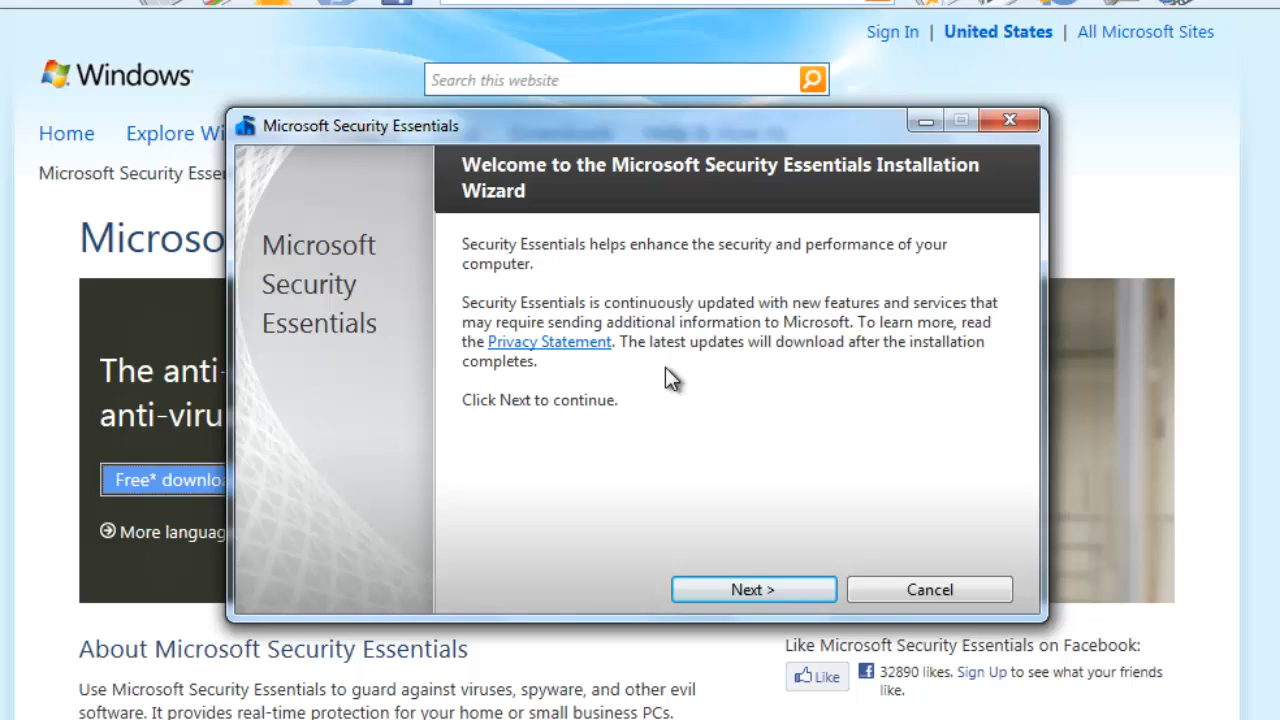 Sign In | United States | All Microsoft Sites
Windows
Search this website
Home Explore Wi
Microsoft Security Esse
Microso
The anti-
anti-viru
Free* downlo
More languag
Microsoft Security Essentials
Microsoft
Security
Essentials
Welcome to the Microsoft Security Essentials Installation
Wizard
Security Essentials helps enhance the security and performance of your
computer.
Security Essentials is continuously updated with new features and services that
may require sending additional information to Microsoft. To learn more, read
the Privacy Statement. The latest updates will download after the installation
completes.
Click Next to continue.
Next >
Cancel
About Microsoft Security Essentials
Use Microsoft Security Essentials to guard against viruses, spyware, and other evil
software. It provides real-time protection for your home or small business PCs.
Like Microsoft Security Essentials on Facebook:
Like
32890 likes. Sign Up to see what your friends
like.